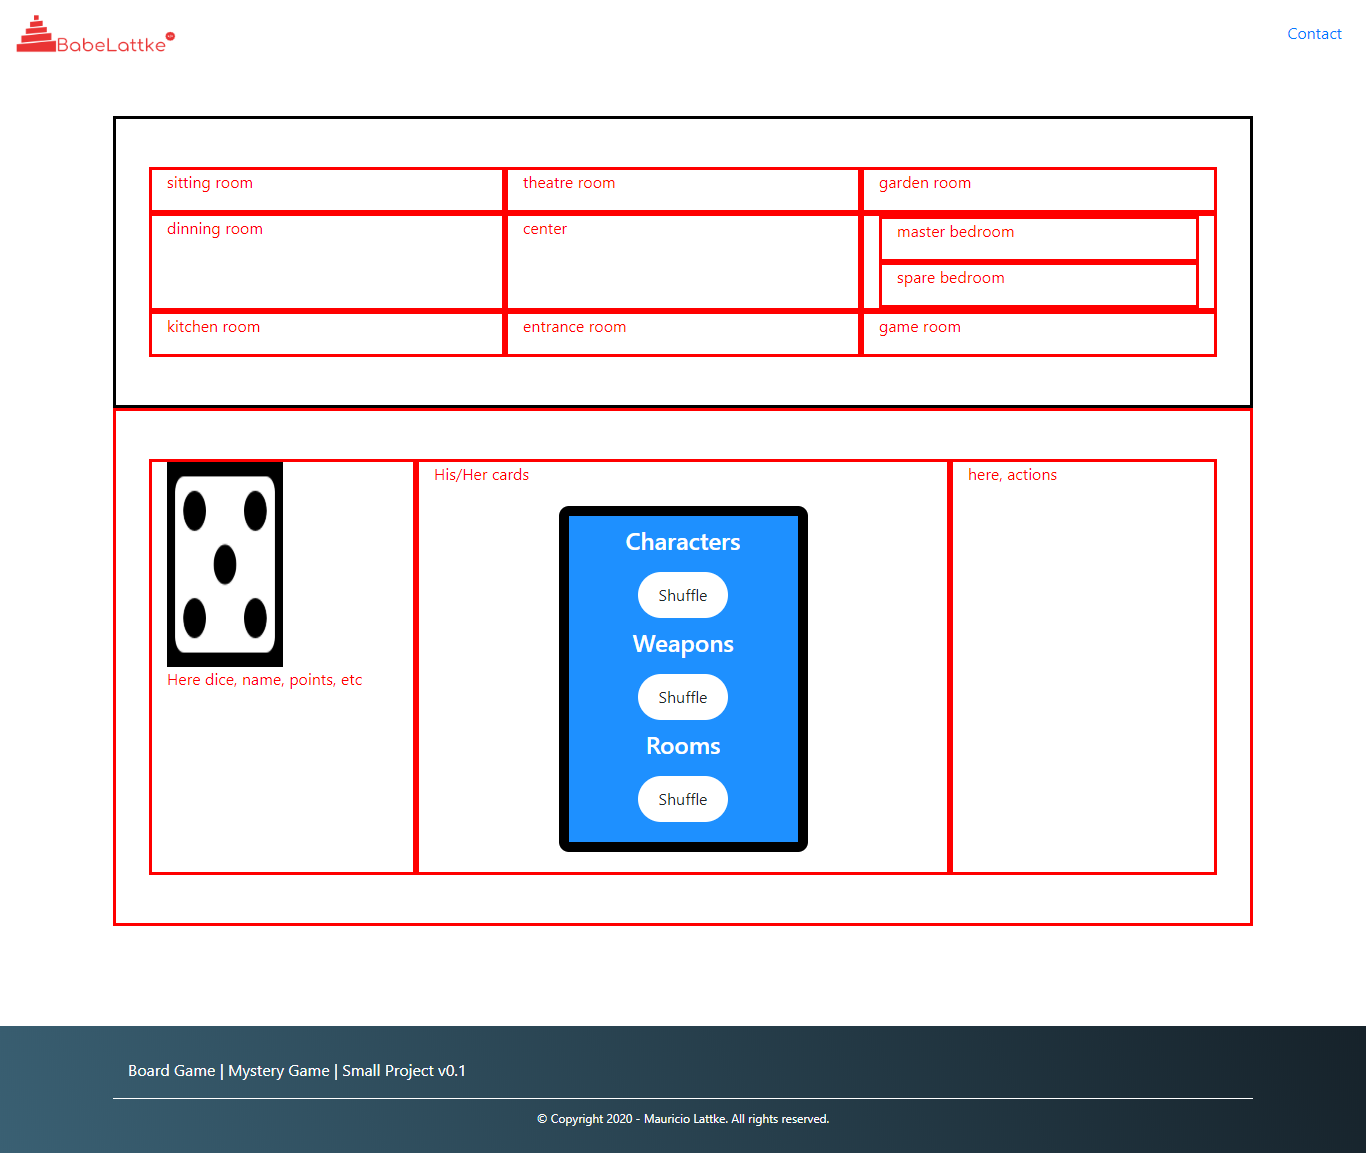 BabeLattke
Contact
sitting room
theatre room
garden room
dinning room
center
master bedroom
spare bedroom
kitchen room
entrance room
game room
His/Her cards
here, actions
Characters
Shuffle
Weapons
Shuffle
Rooms
Shuffle
Here dice, name, points, etc
Board Game | Mystery Game | Small Project v0.1
© Copyright 2020 - Mauricio Lattke. All rights reserved.